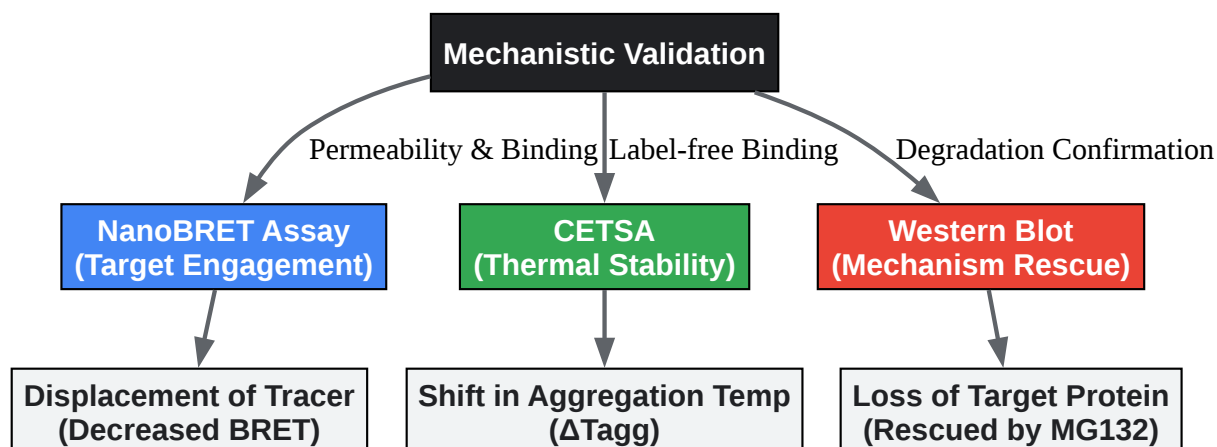 Mechanistic Validation
Permeability & Binding
Label-free Binding
Degradation Confirmation
NanoBRET Assay
(Target Engagement)
CETSA
(Thermal Stability)
Western Blot
(Mechanism Rescue)
Displacement of Tracer
(Decreased BRET)
Shift in Aggregation Temp
(ΔTagg)
Loss of Target Protein
(Rescued by MG132)